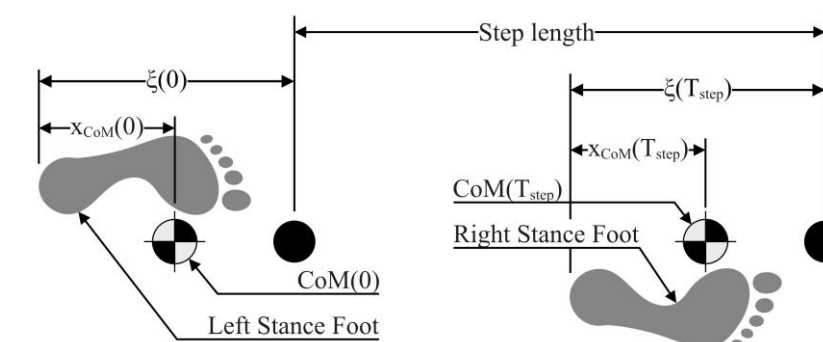 Step length
ξ(0)
ξ(T_step)
x_CoM(0)
x_CoM(T_step)
CoM(T_step)
Right Stance Foot
CoM(0)
Left Stance Foot